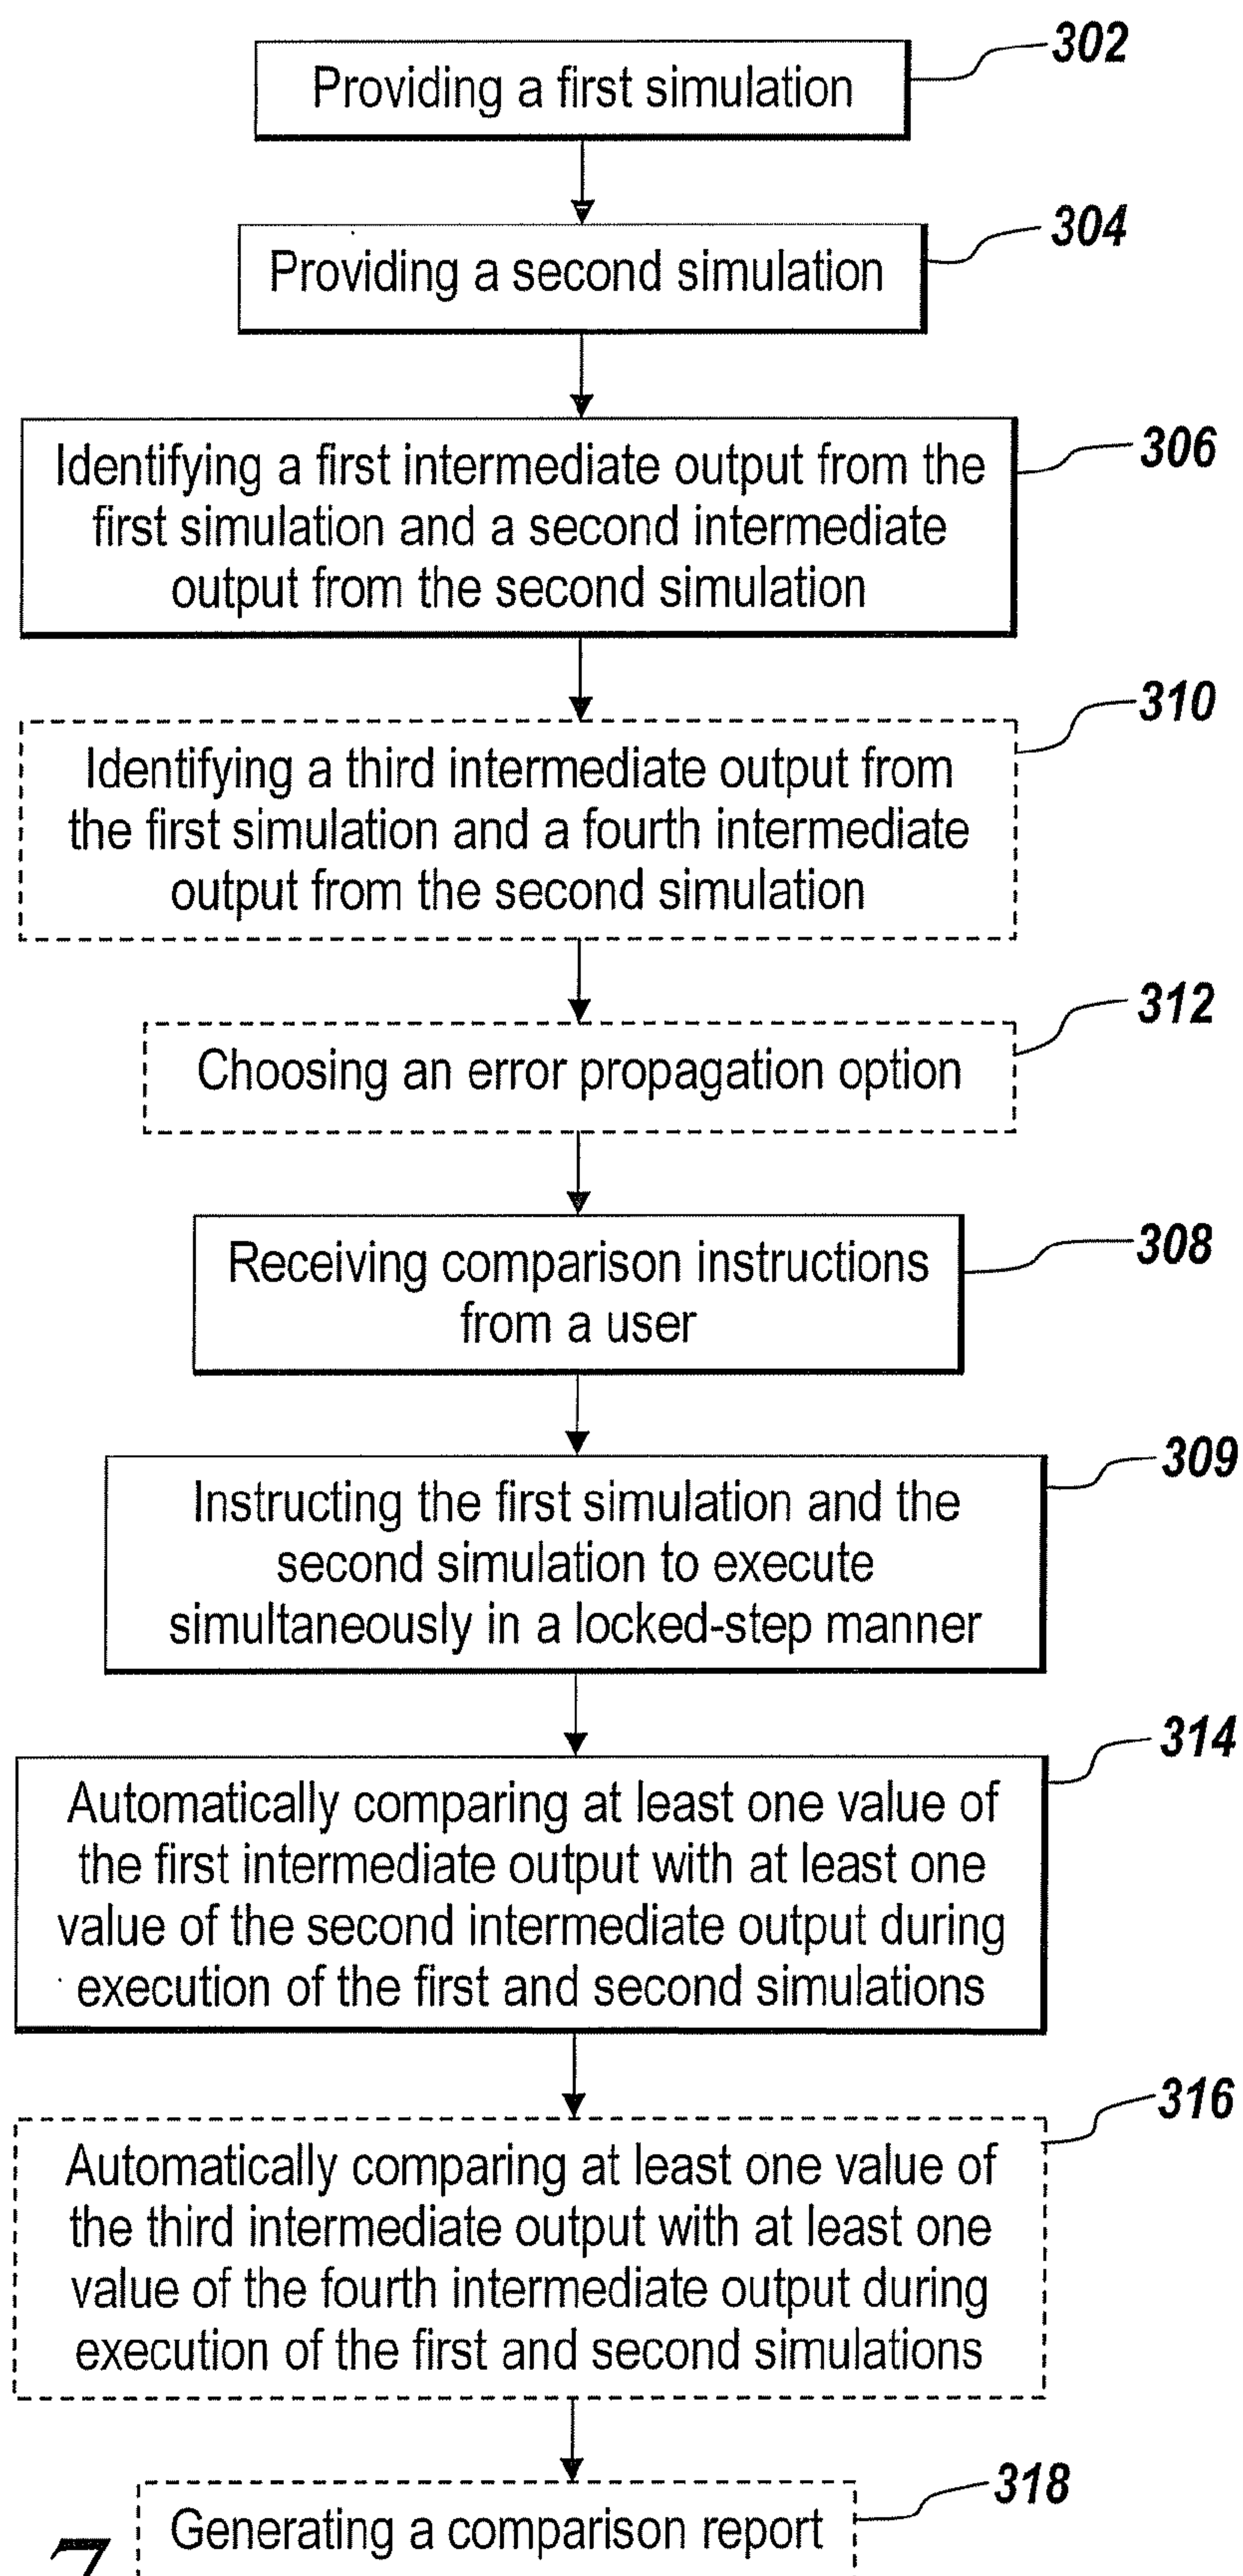 302
Providing a first simulation
304
Providing a second simulation
306
Identifying a first intermediate output from the
first simulation and a second intermediate
output from the second simulation
310
Identifying a third intermediate output from
the first simulation and a fourth intermediate
output from the second simulation
312
Choosing an error propagation option
308
Receiving comparison instructions
from a user
309
Instructing the first simulation and the
second simulation to execute
simultaneously in a locked-step manner
314
Automatically comparing at least one value of
the first intermediate output with at least one
value of the second intermediate output during
execution of the first and second simulations
316
Automatically comparing at least one value of
the third intermediate output with at least one
value of the fourth intermediate output during
execution of the first and second simulations
318
Generating a comparison report